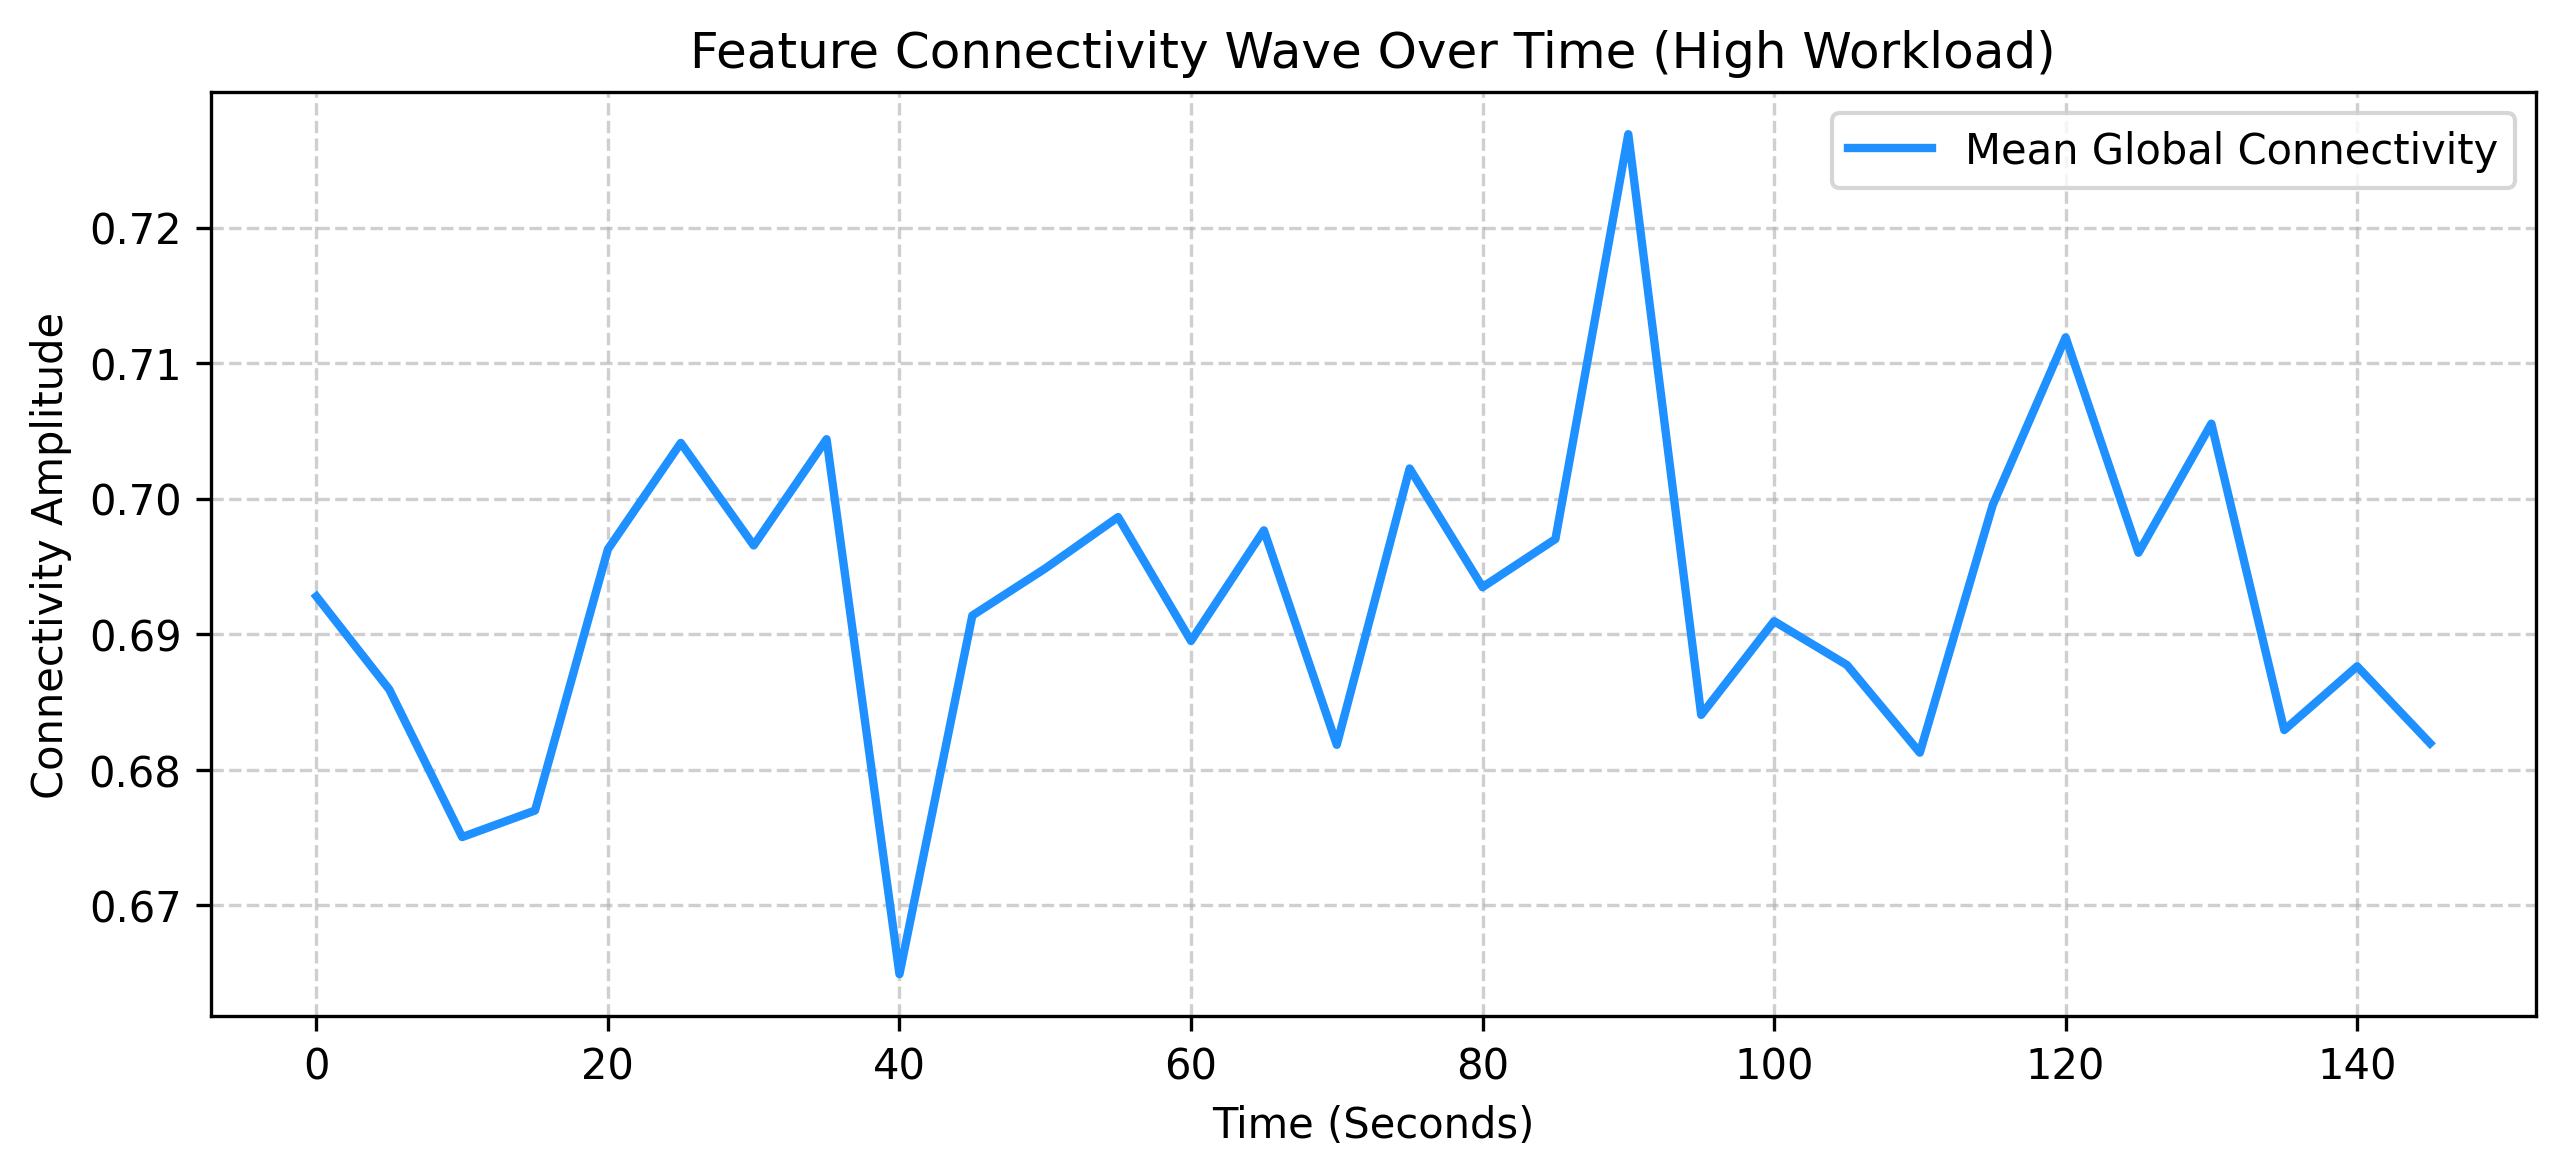 Feature Connectivity Wave Over Time (High Workload)
Mean Global Connectivity
Connectivity Amplitude
0.72
0.71
0.70
0.69
0.68
0.67
0 20 40 60 80 100 120 140
Time (Seconds)